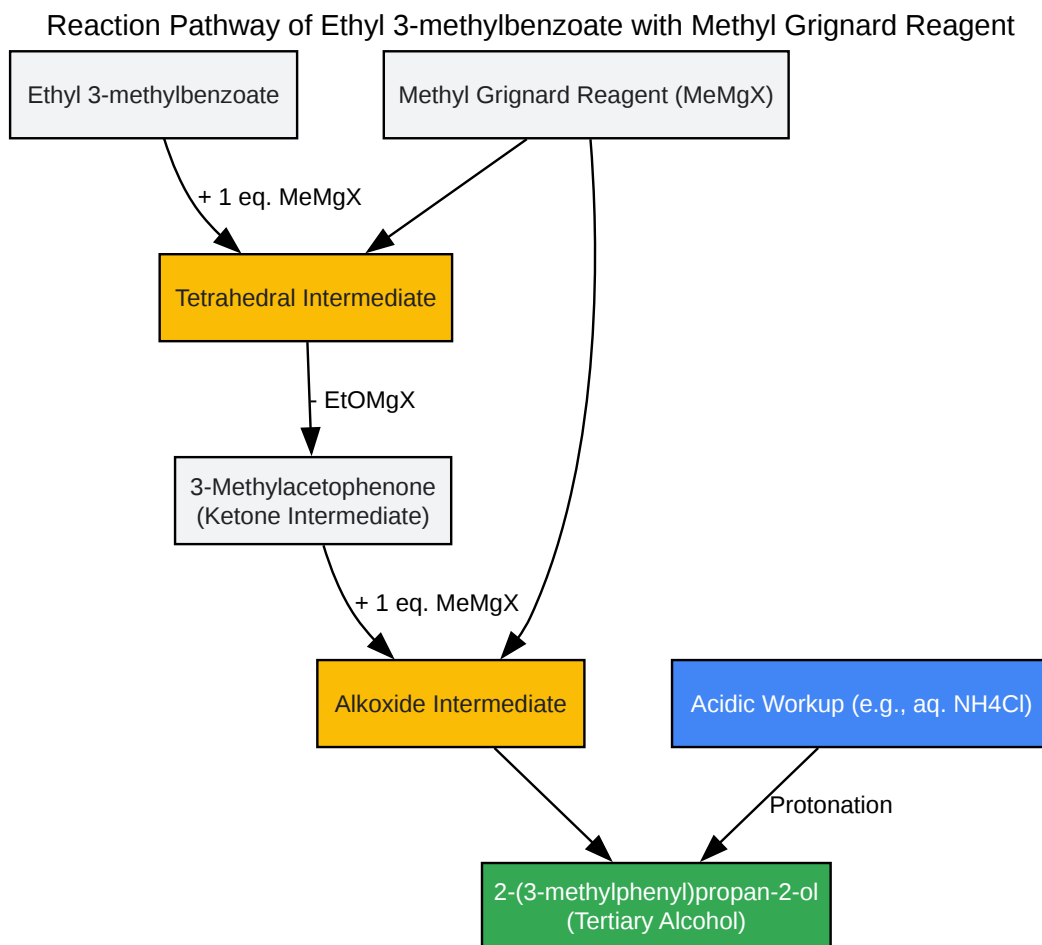 Reaction Pathway of Ethyl 3-methylbenzoate with Methyl Grignard Reagent
Ethyl 3-methylbenzoate
Methyl Grignard Reagent (MeMgX)
+ 1 eq. MeMgX
Tetrahedral Intermediate
- EtOMgX
3-Methylacetophenone
(Ketone Intermediate)
+ 1 eq. MeMgX
Alkoxide Intermediate
Acidic Workup (e.g., aq. NH4Cl)
Protonation
2-(3-methylphenyl)propan-2-ol
(Tertiary Alcohol)